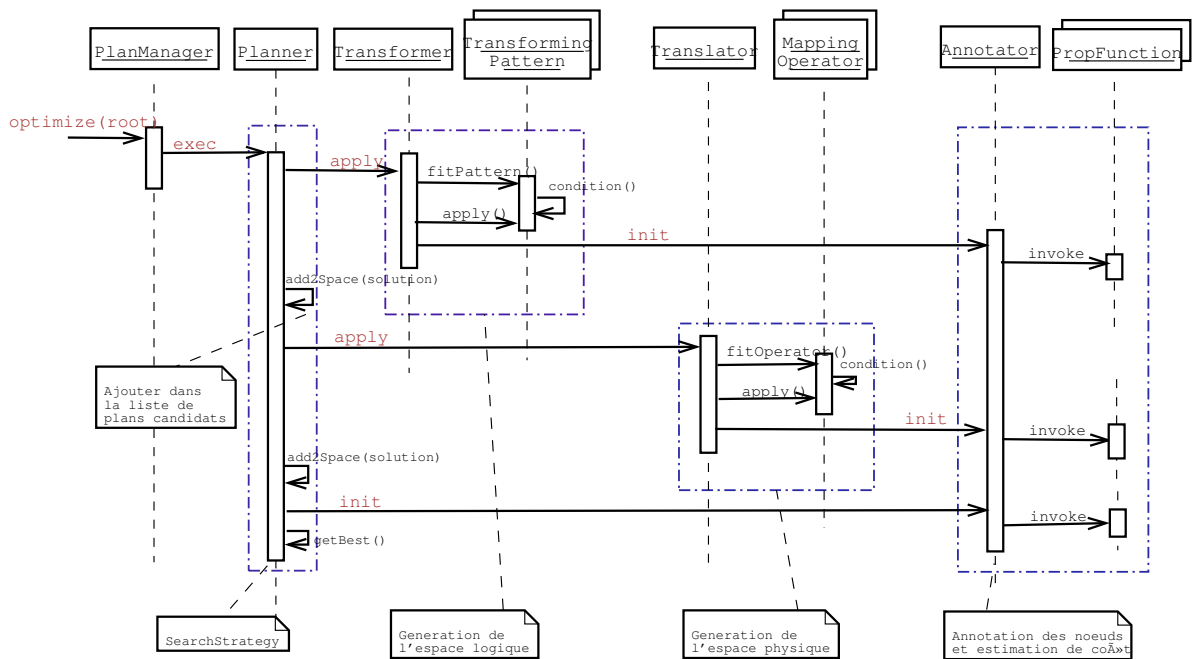 PlanManager
Planner
Transformer
Transforming
Pattern
Translator
Mapping
Operator
Annotator
PropFunction
optimize(root)
exec
apply
fitPattern()
condition()
apply()
init
invoke
add2Space(solution)
apply
fitOperator()
condition()
apply()
Ajouter dans
la liste de
plans candidats
init
invoke
add2Space(solution)
init
invoke
getBest()
SearchStrategy
Generation de
l'espace logique
Generation de
l'espace physique
Annotation des noeuds
et estimation de coÃ»t